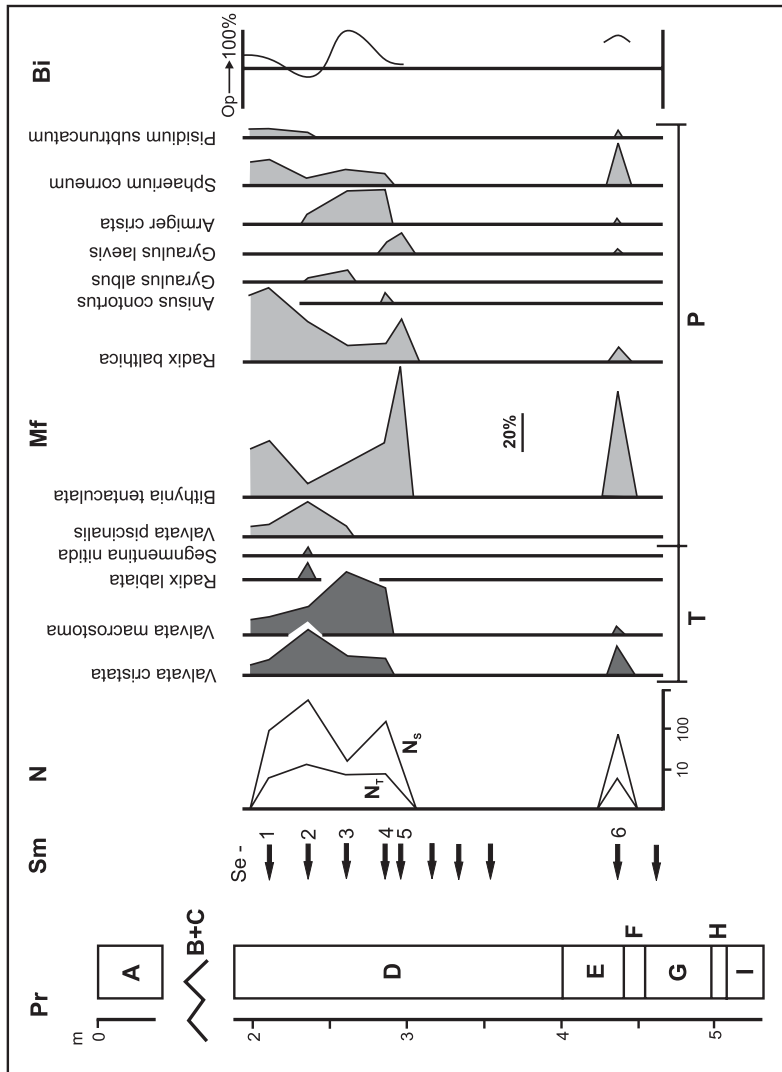 Pr
Sm
N
Mf
Bi
m
0
2
3
4
5
A
B+C
D
E
F
G
H
I
Se -
1
2
3
4
5
6
N_T
N_S
10
100
Valvata cristata
Valvata macrostoma
Radix labiata
Segnmentina nitida
Valvata piscinalis
Bithynia tentaculata
Radix balthica
Anisus contortus
Gyraulus albus
Gyraulus laevis
Armiger crista
Sphaerium corneum
Pisidium subtruncatum
20%
T
P
Op → 100%